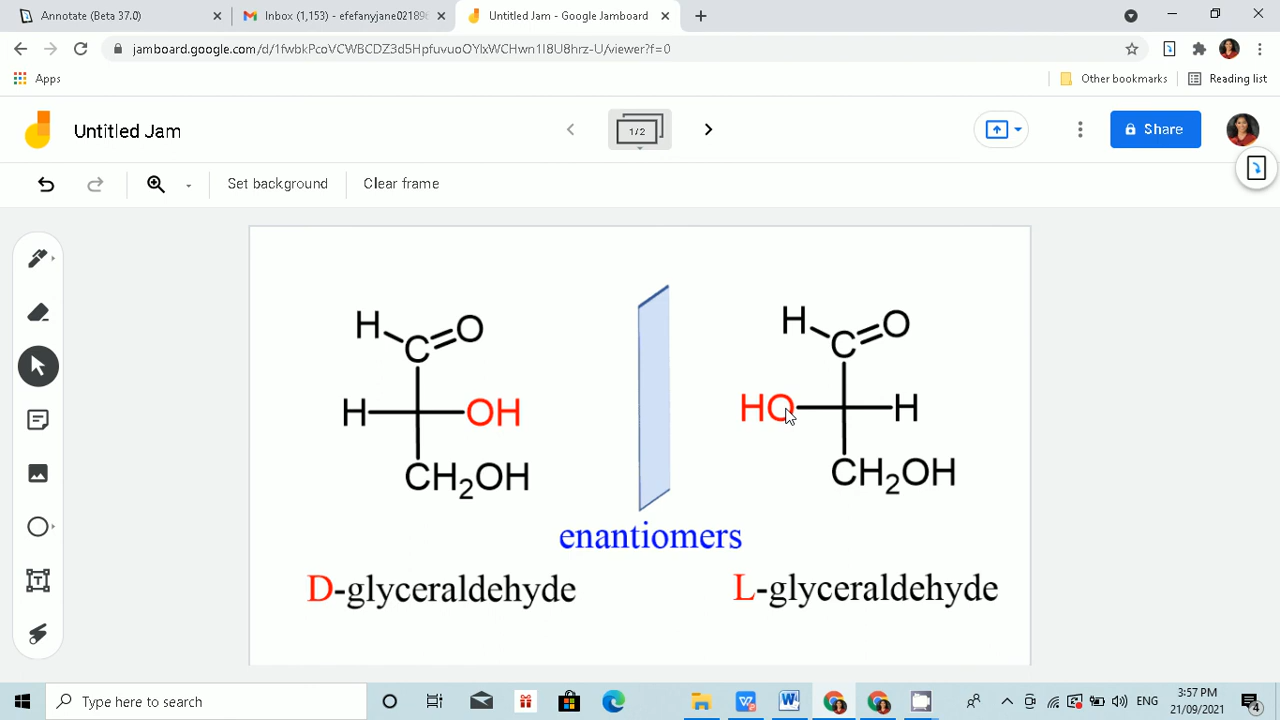 Annotate (Beta 37.0)
Inbox (1,153) - efefanyjane02189
Untitled Jam - Google Jamboard
jamboard.google.com/d/1fwbkPcoVCWBCDZ3d5HpfuvuoOYlxWCHwn1I8U8hrz-U/viewer?f=0
Apps
Other bookmarks
Reading list
Untitled Jam
1/2
Share
Set background
Clear frame
H
C
O
H
OH
CH2OH
H
C
O
HO
H
CH2OH
enantiomers
D-glyceraldehyde
L-glyceraldehyde
Type here to search
ENG
3:57 PM
21/09/2021
4